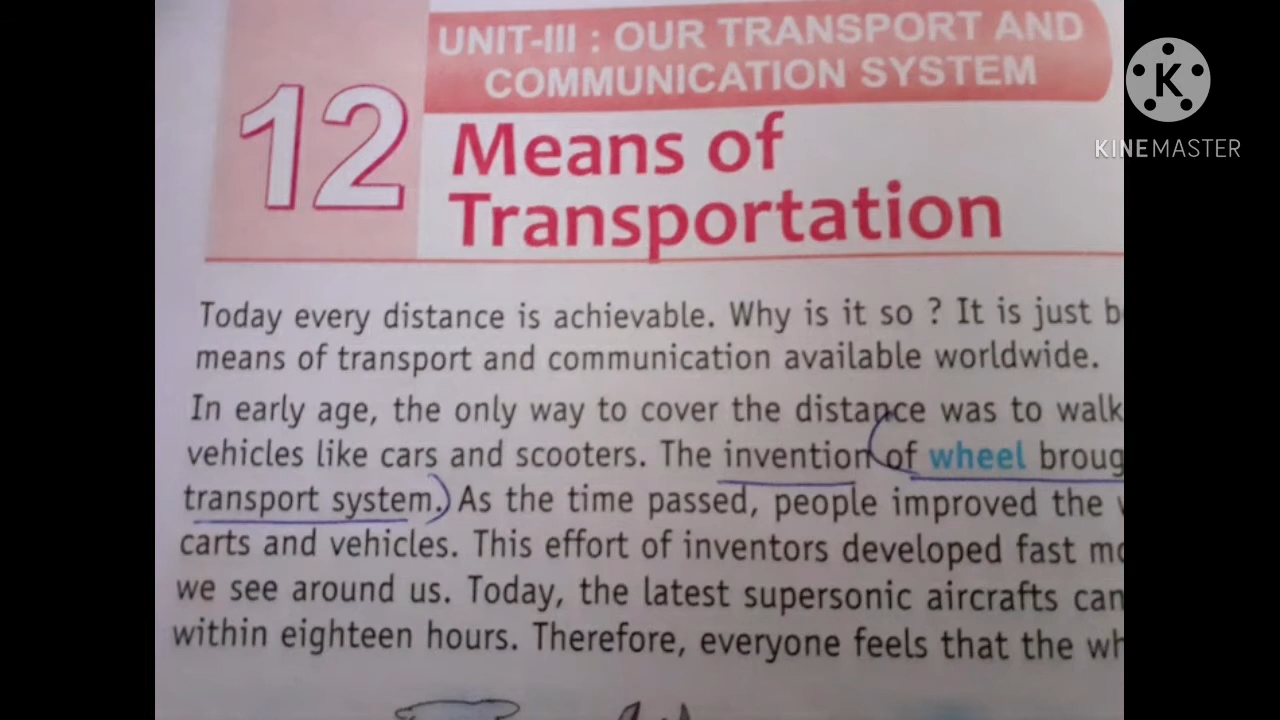 UNIT-III : OUR TRANSPORT AND
COMMUNICATION SYSTEM
12
Means of
Transportation
Today every distance is achievable. Why is it so ? It is just
means of transport and communication available worldwide.
In early age, the only way to cover the distance was to walk
vehicles like cars and scooters. The invention of wheel
transport system. As the time passed, people improved the
carts and vehicles. This effort of inventors developed fast
we see around us. Today, the latest supersonic aircrafts can
within eighteen hours. Therefore, everyone feels that the
K
KINEMASTER